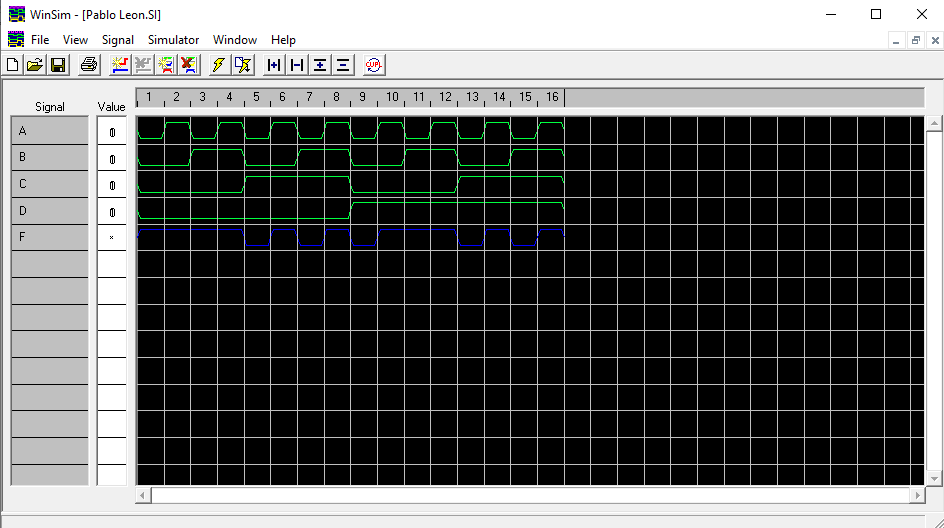 WinSim - [Pablo Leon.SI]
File View Signal Simulator Window Help
CUPL
Signal Value 1 2 3 4 5 6 7 8 9 10 11 12 13 14 15 16
A 0
B 0
C 0
D 0
F *